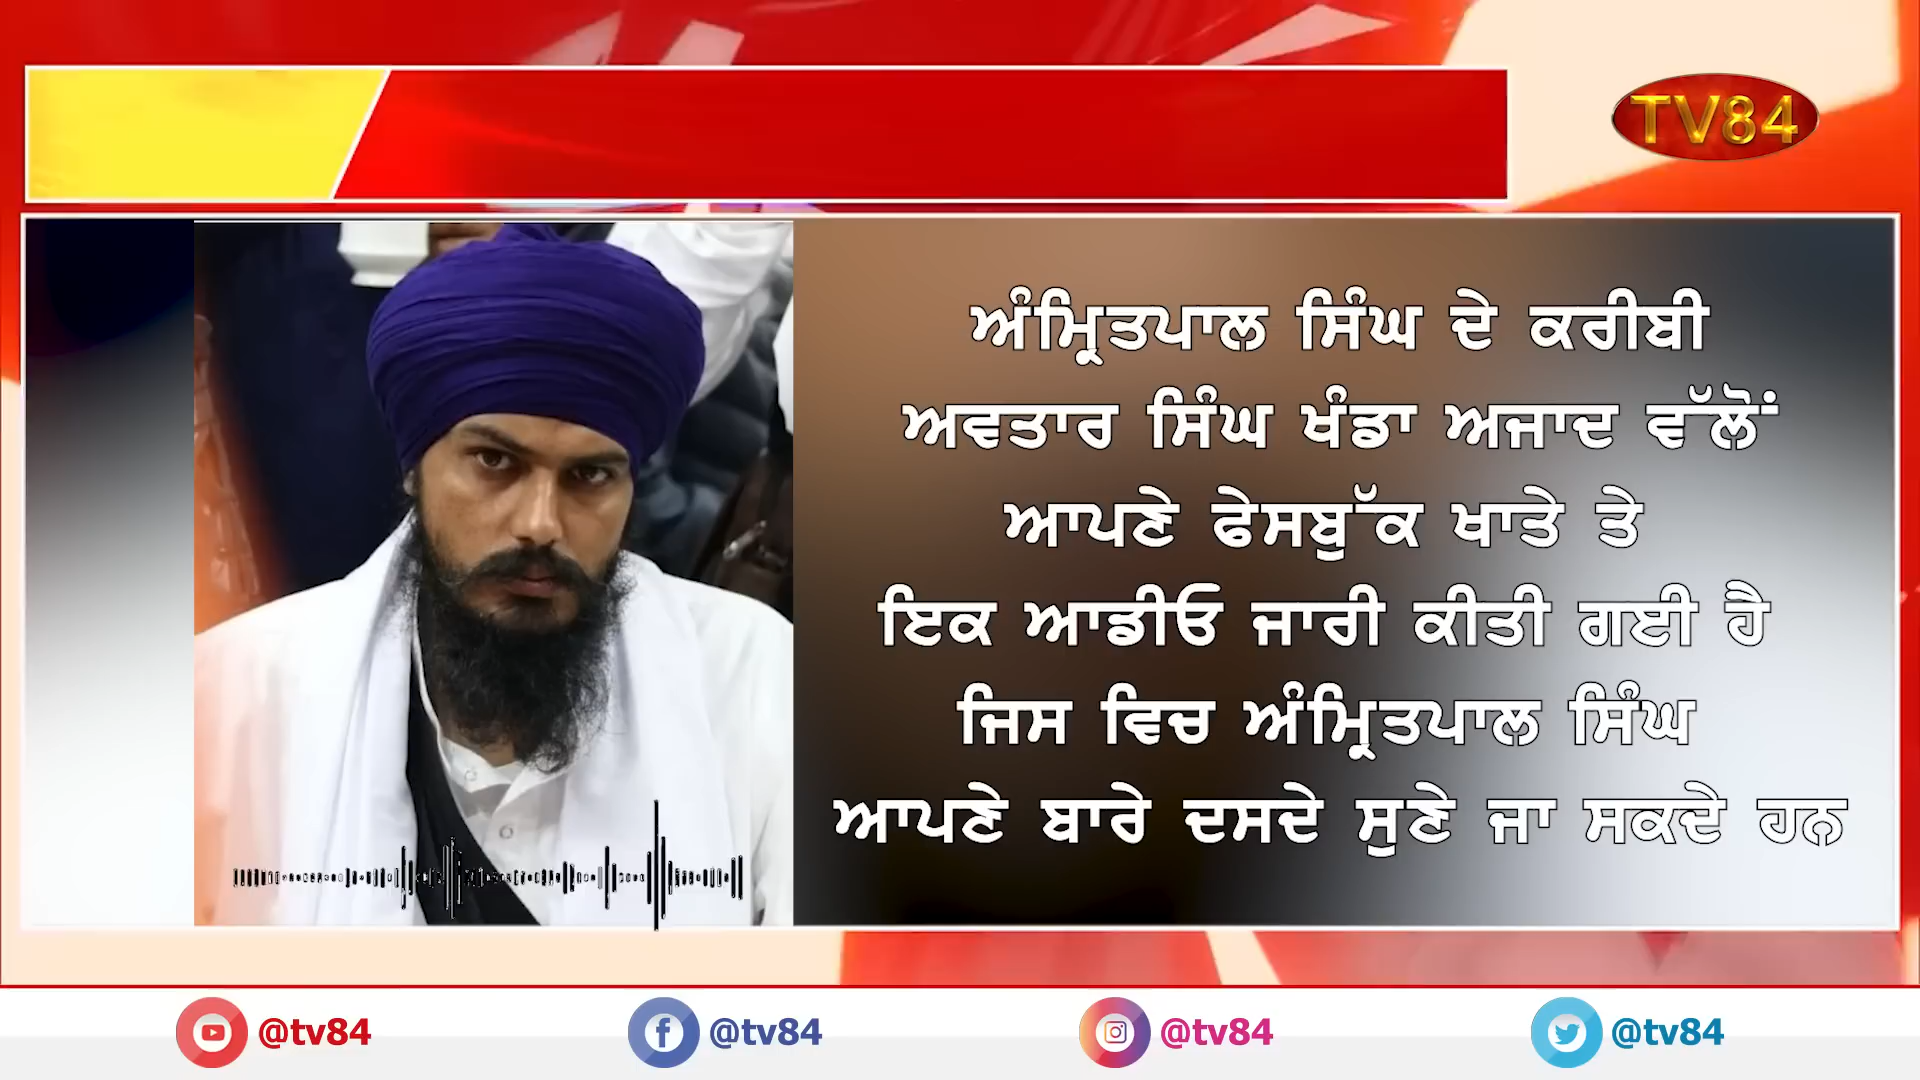 TV84
ਅੰਮ੍ਰਿਤਪਾਲ ਸਿੰਘ ਦੇ ਕਰੀਬੀ
ਅਵਤਾਰ ਸਿੰਘ ਖੰਡਾ ਅਜਾਦ ਵੱਲੋਂ
ਆਪਣੇ ਫੇਸਬੁੱਕ ਖਾਤੇ ਤੇ
ਇਕ ਆਡੀਓ ਜਾਰੀ ਕੀਤੀ ਗਈ ਹੈ
ਜਿਸ ਵਿਚ ਅੰਮ੍ਰਿਤਪਾਲ ਸਿੰਘ
ਆਪਣੇ ਬਾਰੇ ਦਸਦੇ ਸੁਣੇ ਜਾ ਸਕਦੇ ਹਨ
@tv84 @tv84 @tv84 @tv84